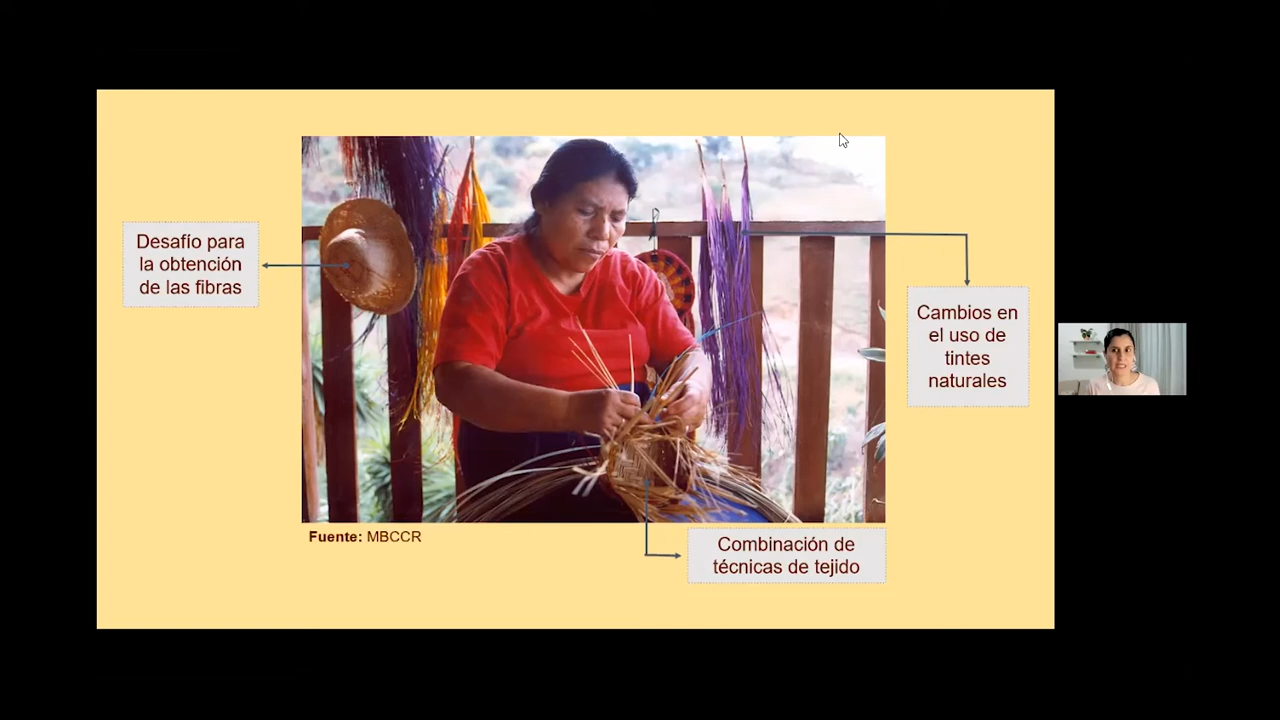 Desafío para
la obtención
de las fibras
Cambios en
el uso de
tintes
naturales
Fuente: MBCCR
Combinación de
técnicas de tejido